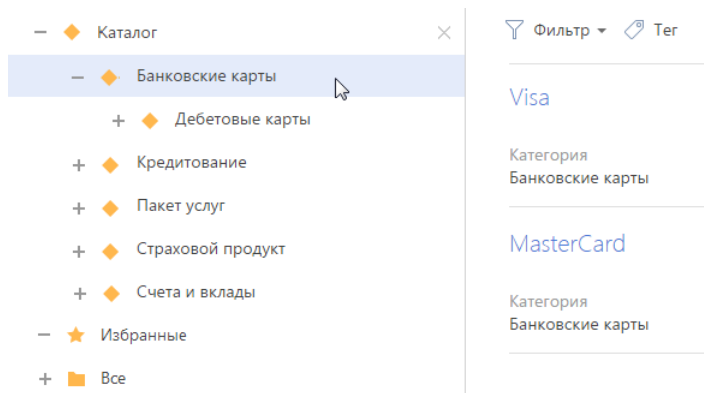 Каталог
Банковские карты
Дебетовые карты
Кредитование
Пакет услуг
Страховой продукт
Счета и вклады
Избранные
Все
Фильтр
Тег
Visa
Категория
Банковские карты
MasterCard
Категория
Банковские карты